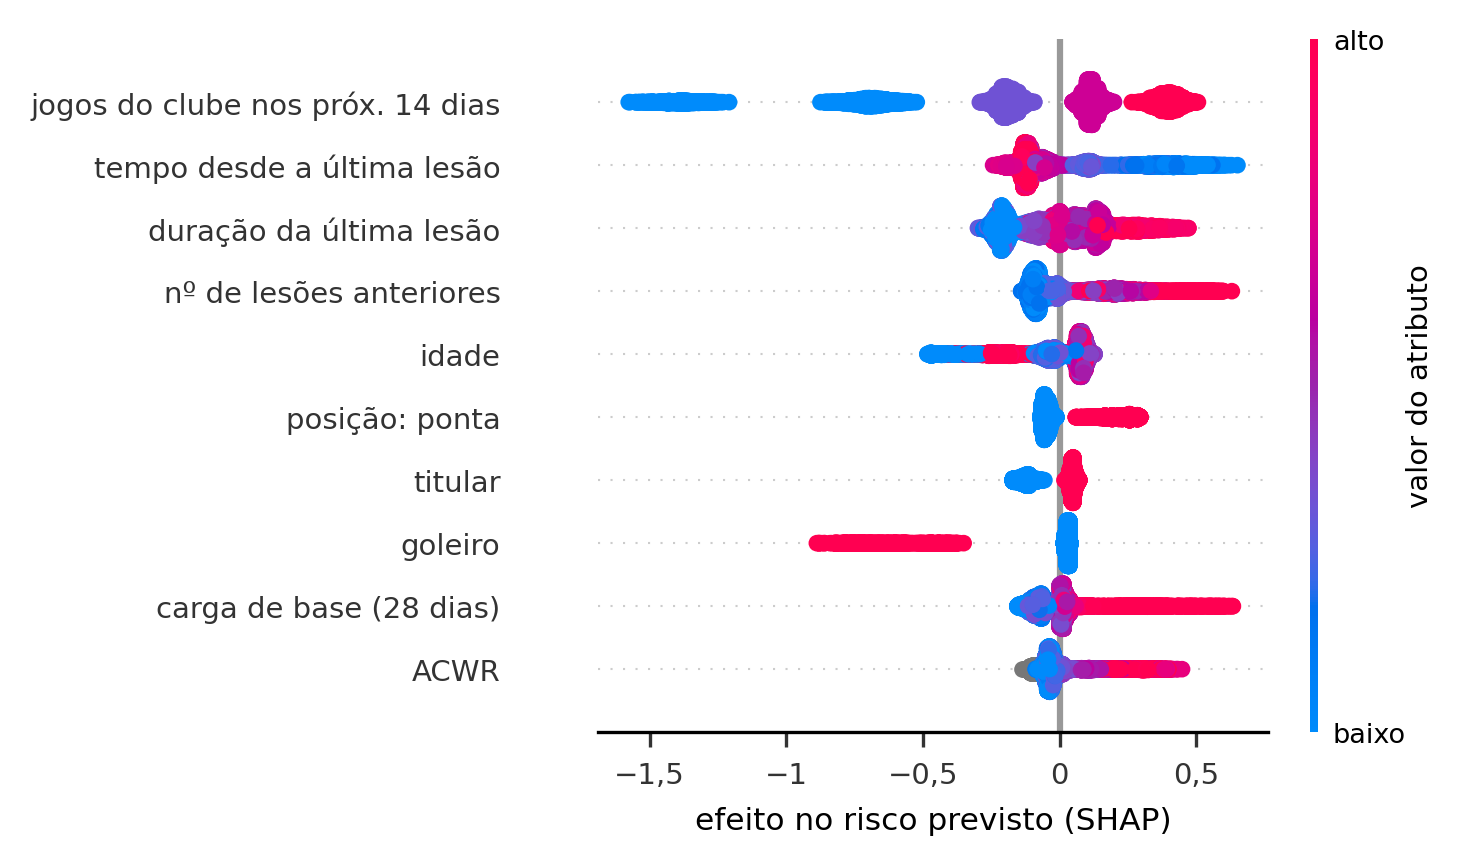 alto
jogos do clube nos próx. 14 dias
tempo desde a última lesão
duração da última lesão
nº de lesões anteriores
idade
posição: ponta
titular
goleiro
carga de base (28 dias)
ACWR
valor do atributo
baixo
−1,5 −1 −0,5 0 0,5
efeito no risco previsto (SHAP)